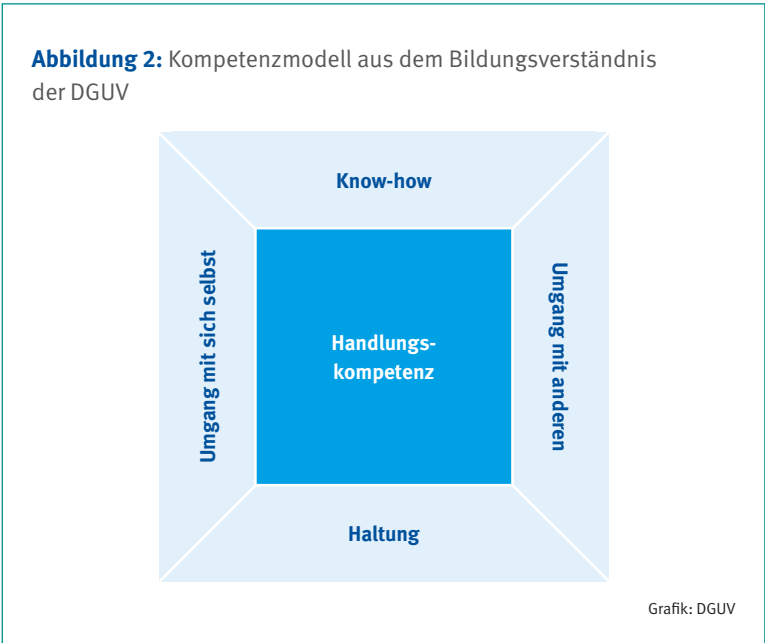 Abbildung 2: Kompetenzmodell aus dem Bildungsverständnis
der DGUV
Know-how
Umgang mit sich selbst
Handlungs-
kompetenz
Umgang mit anderen
Haltung
Grafik: DGUV